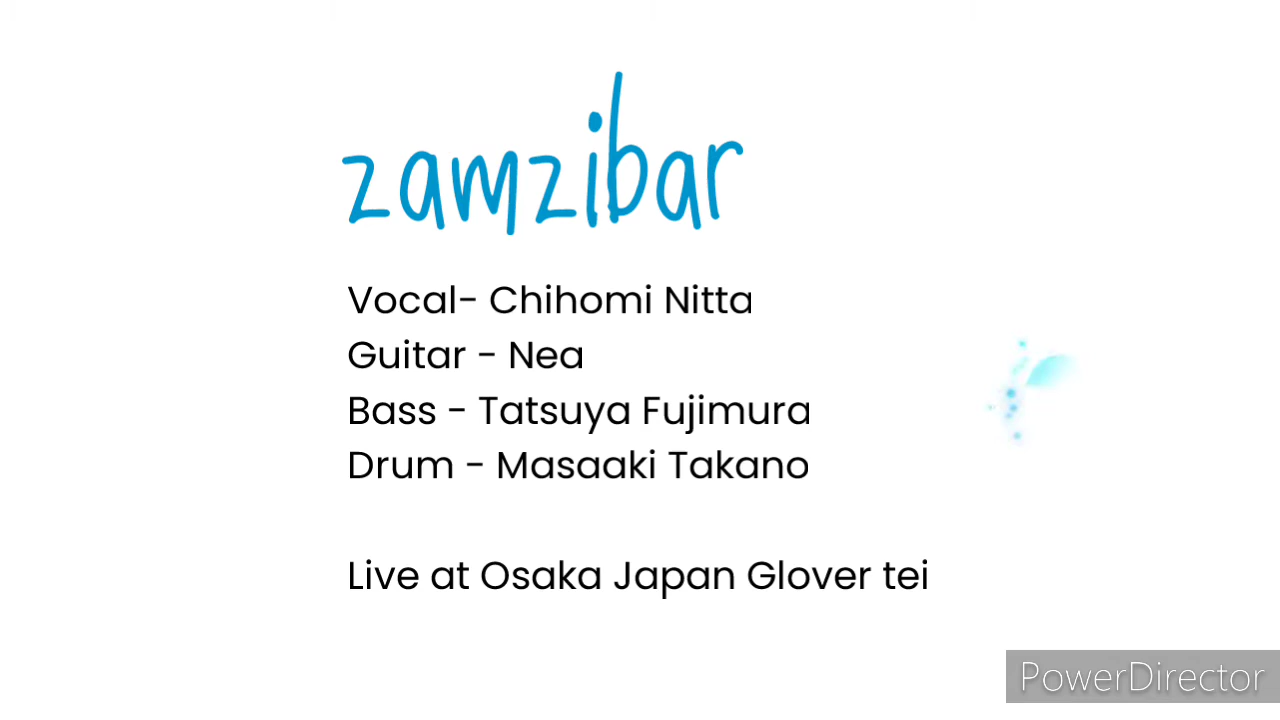 zamzibar
Vocal- Chihomi Nitta
Guitar - Nea
Bass - Tatsuya Fujimura
Drum - Masaaki Takano
Live at Osaka Japan Glover tei
PowerDirector